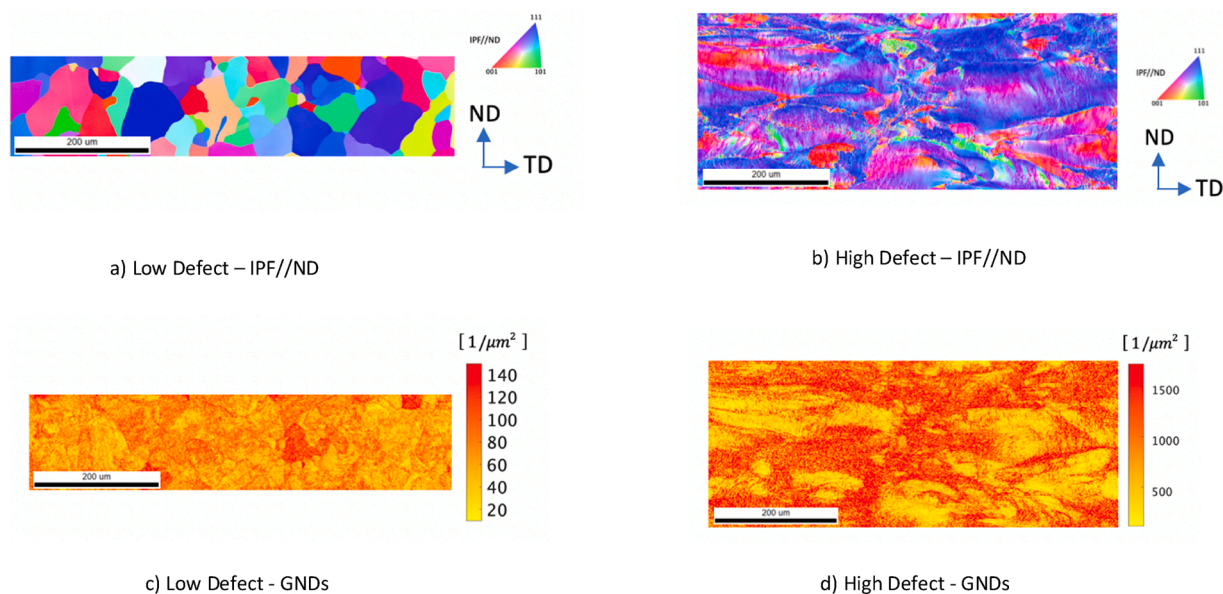 111
IPF//ND
001
101
ND
TD
200 um
a) Low Defect – IPF//ND
111
IPF//ND
001
101
ND
TD
200 um
b) High Defect – IPF//ND
[ 1/μm² ]
140
120
100
80
60
40
20
200 um
c) Low Defect - GNDs
[ 1/μm² ]
1500
1000
500
200 um
d) High Defect - GNDs